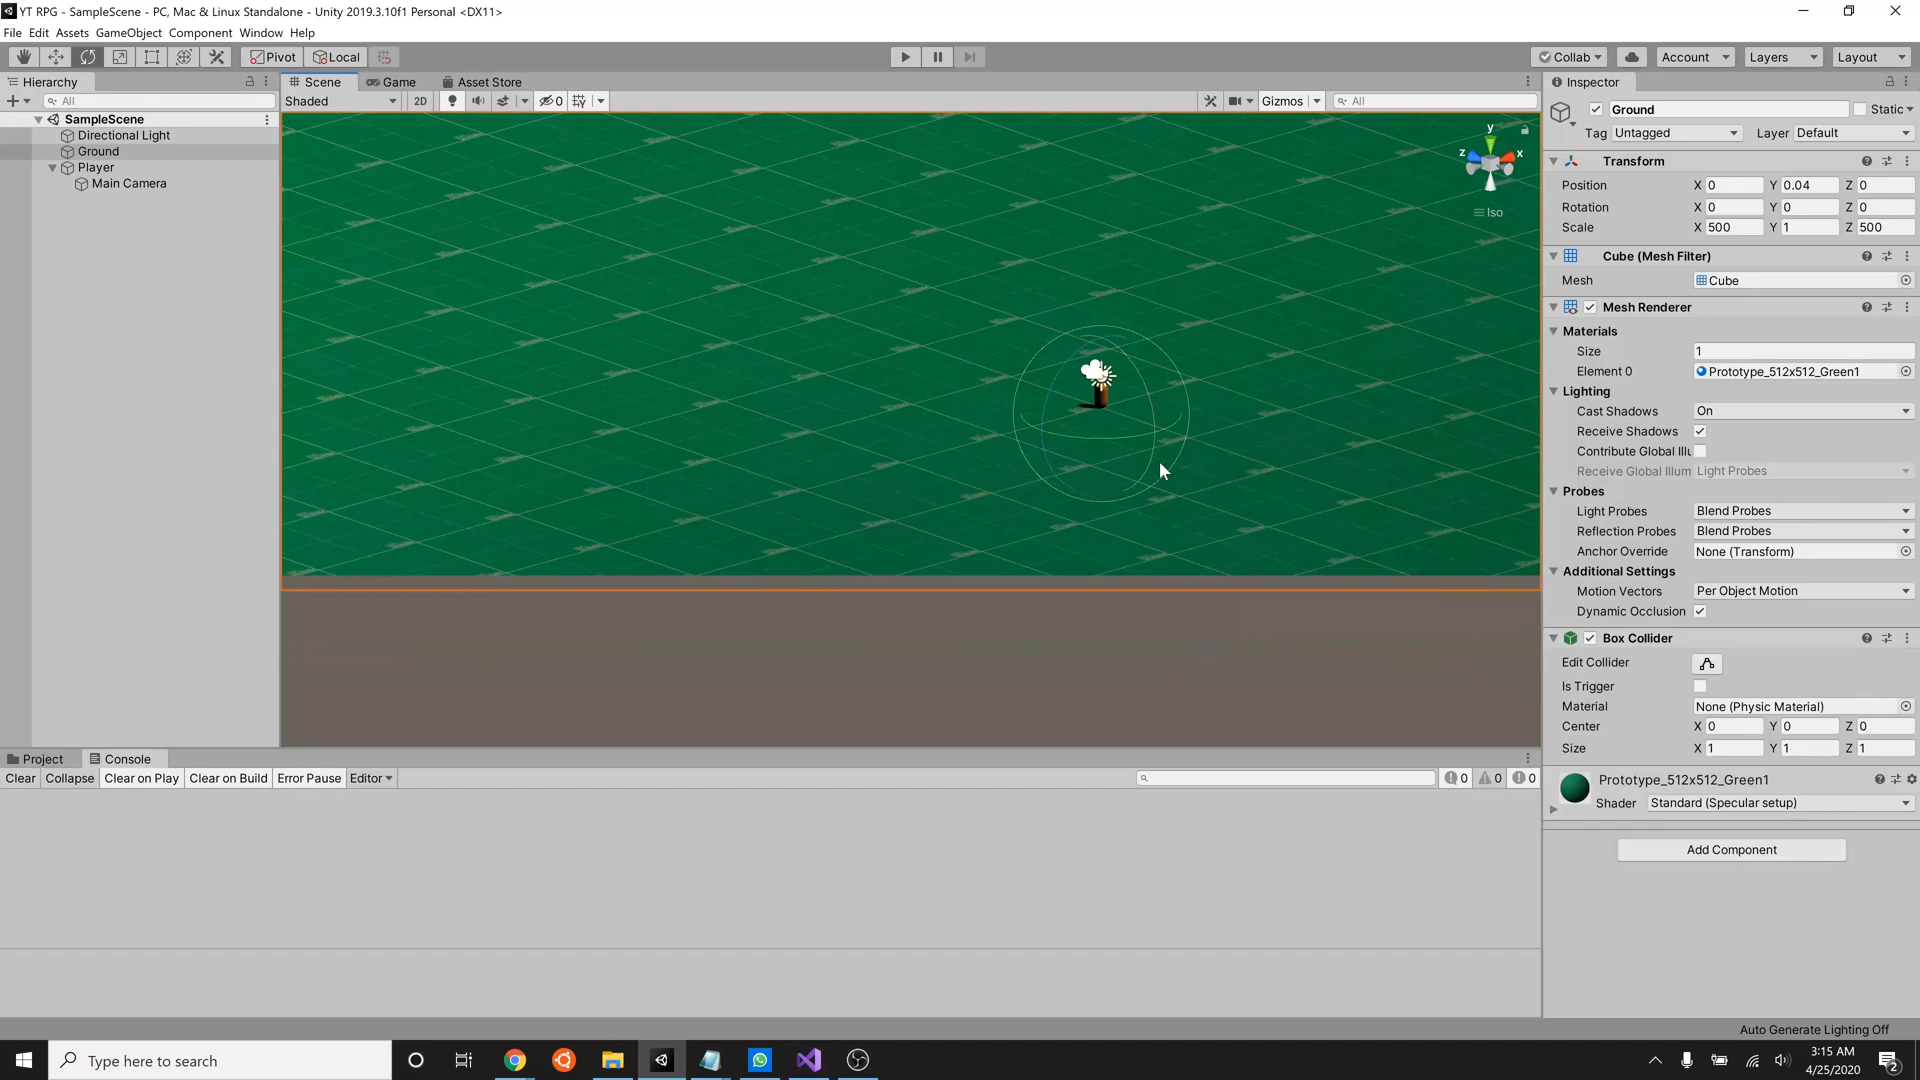 YT RPG - SampleScene - PC, Mac & Linux Standalone - Unity 2019.3.10f1 Personal <DX11>
File Edit Assets GameObject Component Window Help
Pivot Local Collab Account Layers Layout
Hierarchy Scene Game Asset Store Inspector
All Shaded 2D 0 Gizmos All
SampleScene
Directional Light
Ground
Player
Main Camera
y
z x
Iso
Ground Static
Tag Untagged Layer Default
Transform
Position X 0 Y 0.04 Z 0
Rotation X 0 Y 0 Z 0
Scale X 500 Y 1 Z 500
Cube (Mesh Filter)
Mesh Cube
Mesh Renderer
Materials
Size 1
Element 0 Prototype_512x512_Green1
Lighting
Cast Shadows On
Receive Shadows
Contribute Global Illu
Receive Global Illum Light Probes
Probes
Light Probes Blend Probes
Reflection Probes Blend Probes
Anchor Override None (Transform)
Additional Settings
Motion Vectors Per Object Motion
Dynamic Occlusion
Box Collider
Edit Collider
Is Trigger
Material None (Physic Material)
Center X 0 Y 0 Z 0
Size X 1 Y 1 Z 1
Prototype_512x512_Green1
Shader Standard (Specular setup)
Add Component
Project Console
Clear Collapse Clear on Play Clear on Build Error Pause Editor 0 0 0
Auto Generate Lighting Off
Type here to search
3:15 AM
4/25/2020
2